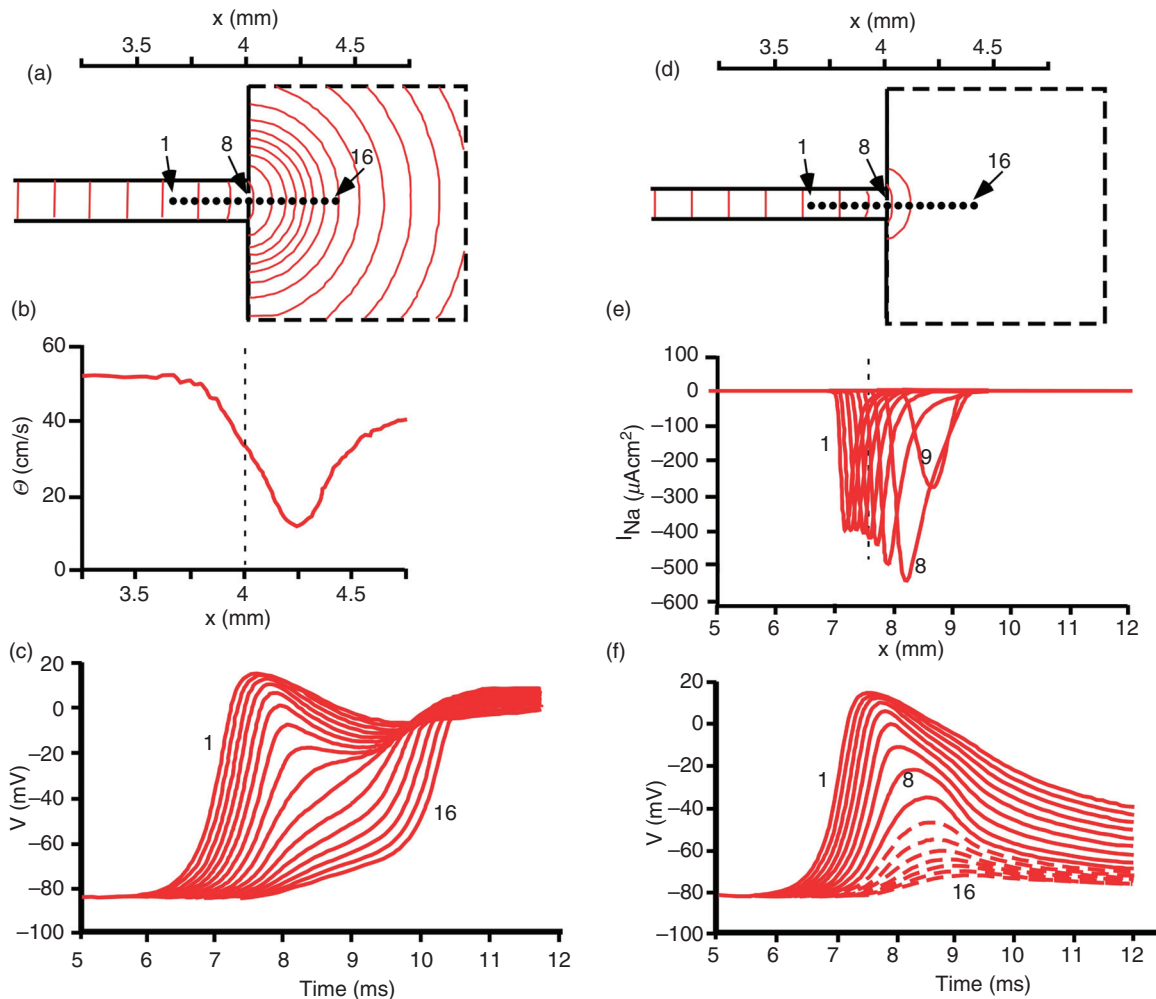 x (mm)
3.5 4 4.5
(a)
1 8 16
(b)
60
40
20
0
Θ (cm/s)
3.5 4 4.5
x (mm)
(c)
20
0
−20
−40
−60
−80
−100
V (mV)
1
16
5 6 7 8 9 10 11 12
Time (ms)
x (mm)
3.5 4 4.5
(d)
1 8 16
(e)
100
0
−100
−200
−300
−400
−500
−600
I Na (μAcm²)
1
9
8
5 6 7 8 9 10 11 12
x (mm)
(f)
20
0
−20
−40
−60
−80
−100
V (mV)
1
8
16
5 6 7 8 9 10 11 12
Time (ms)